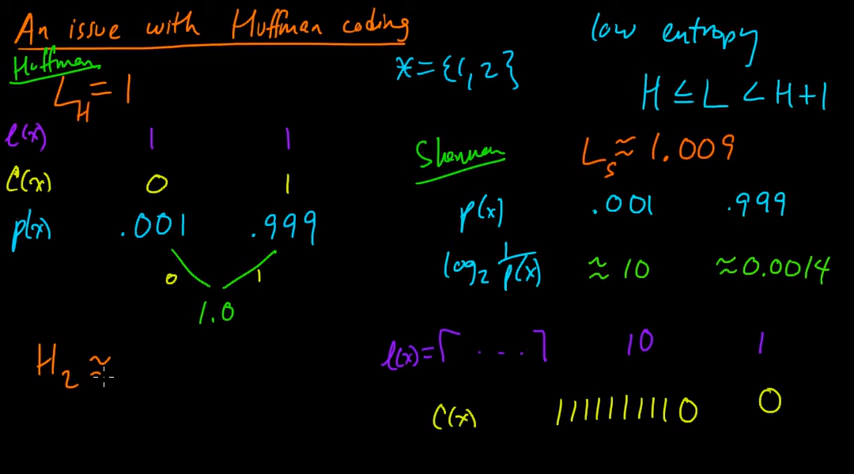 An issue with Huffman coding
Huffman
L_H = 1
l(x) 1 1
C(x) 0 1
p(x) .001 .999
0 1
1.0
H_2 ≈
low entropy
X = {1, 2}
H ≤ L < H+1
Shannon
L_s ≈ 1.009
p(x) .001 .999
log_2 1/p(x) ≈ 10 ≈ 0.0014
l(x) = ⌈ .... ⌉ 10 1
C(x) 11111111110 0